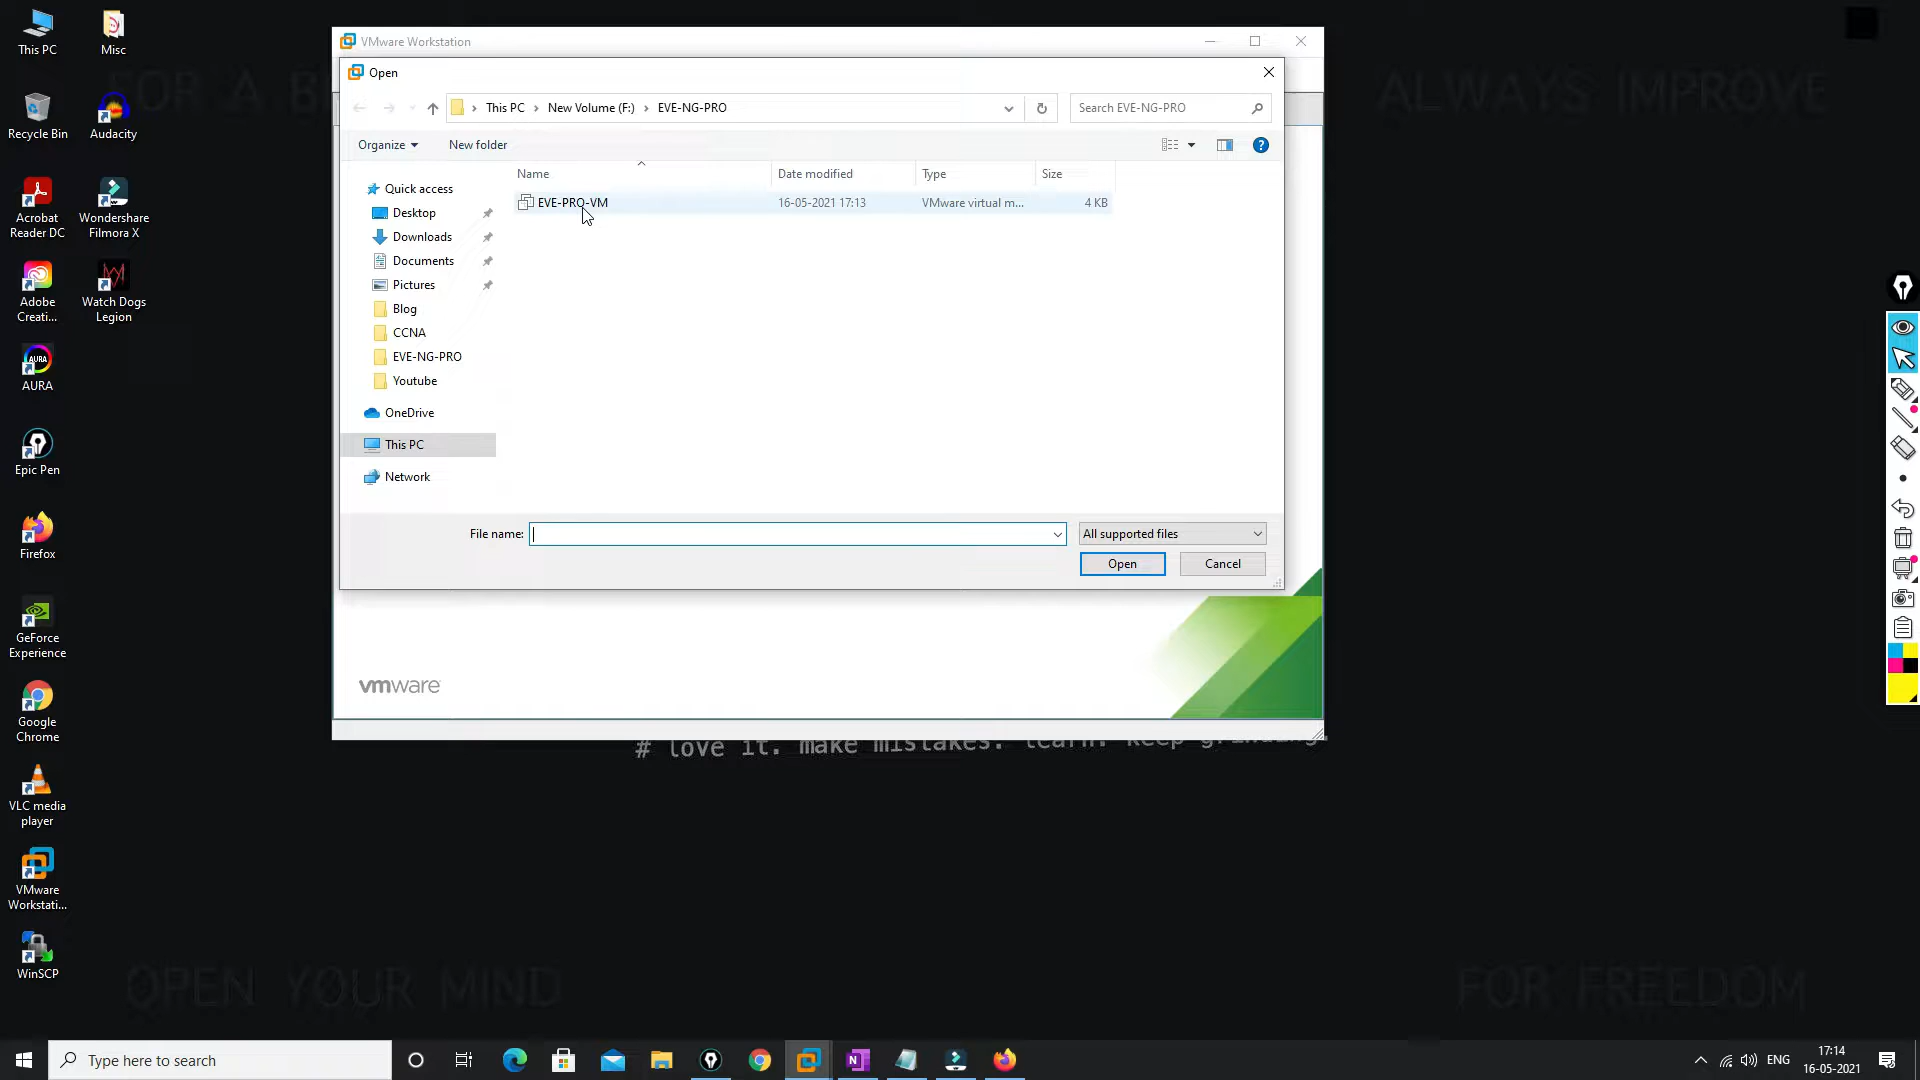 This PC
Misc
Recycle Bin
Audacity
Acrobat
Reader DC
Wondershare
Filmora X
Adobe
Creati...
Watch Dogs
Legion
AURA
AURA
Epic Pen
Firefox
GeForce
Experience
Google
Chrome
VLC media
player
VMware
Workstati...
WinSCP
FOR A B
ALWAYS IMPROVE
VMware Workstation
Open
This PC
New Volume (F:)
EVE-NG-PRO
Search EVE-NG-PRO
Organize
New folder
Name
Date modified
Type
Size
EVE-PRO-VM
16-05-2021 17:13
VMware virtual m...
4 KB
Quick access
Desktop
Downloads
Documents
Pictures
Blog
CCNA
EVE-NG-PRO
Youtube
OneDrive
This PC
Network
File name:
All supported files
Open
Cancel
vmware
# love it. make mistakes. learn. keep grinding.
OPEN YOUR MIND
FOR FREEDOM
Type here to search
ENG
17:14
16-05-2021